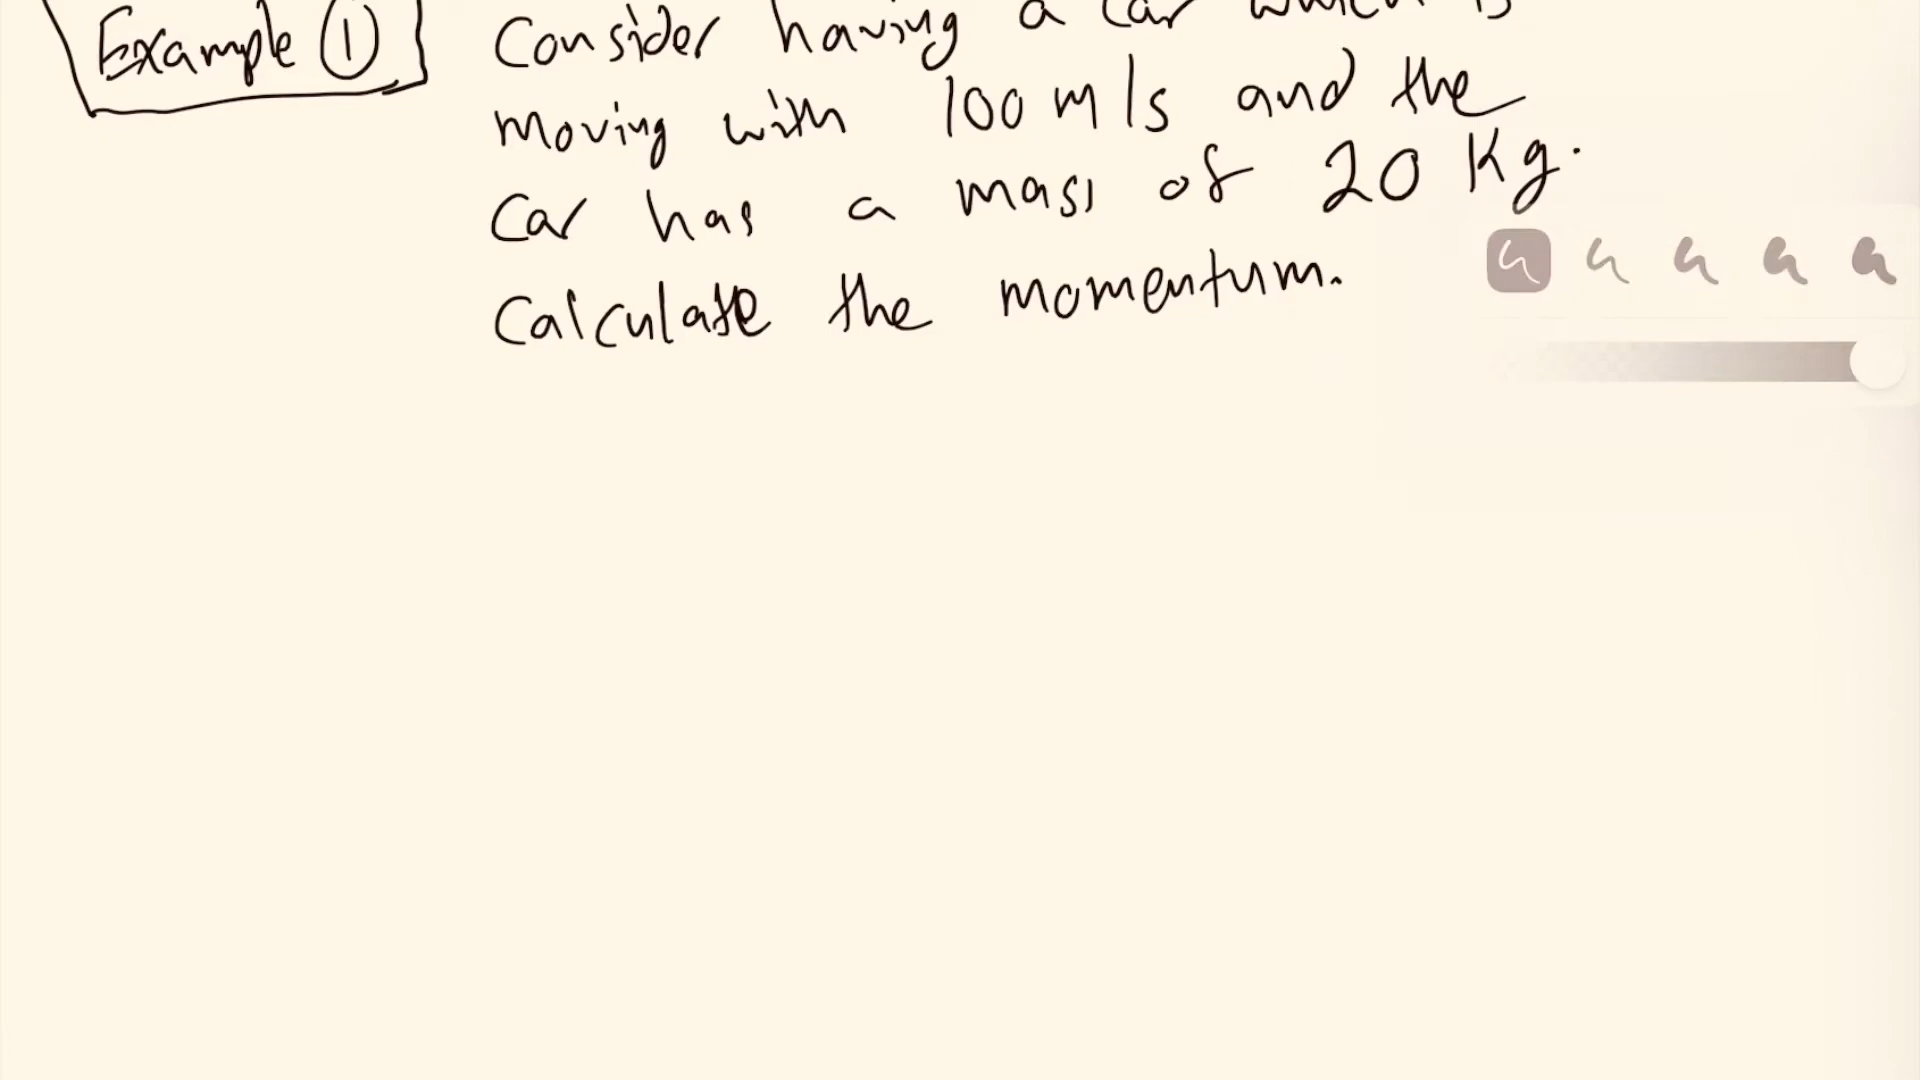 Example ①
Consider having a car which is
moving with 100 m/s and the
car has a mass of 20 Kg.
Calculate the momentum.